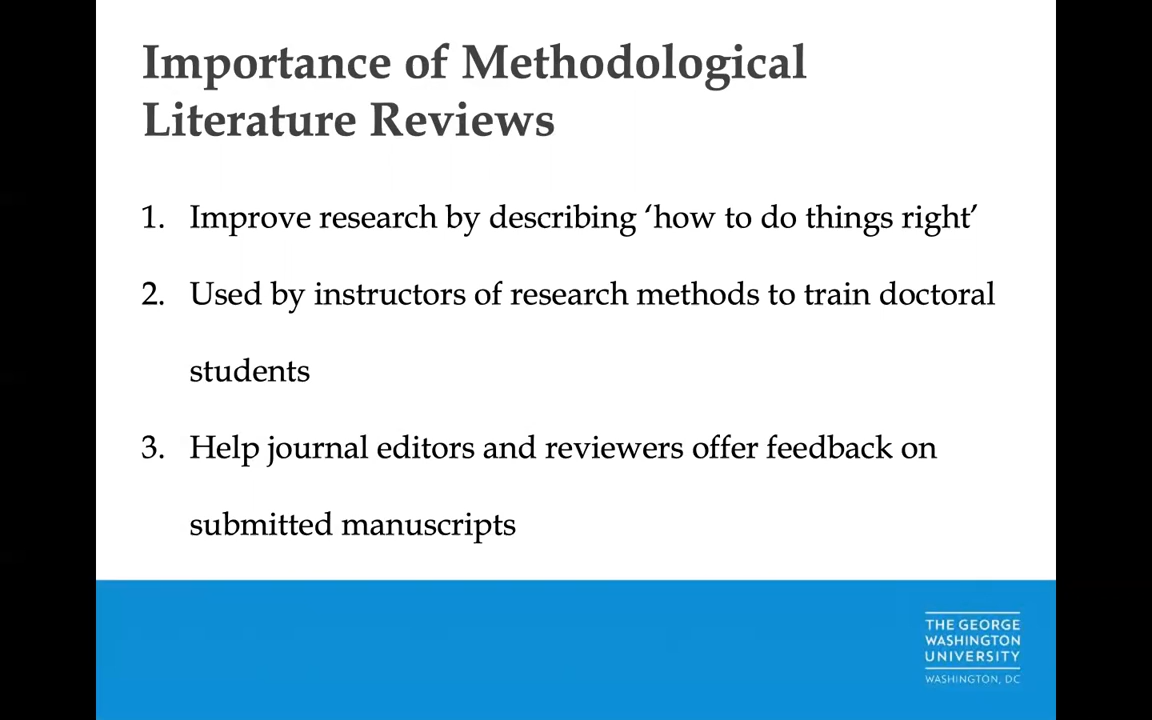 Importance of Methodological
Literature Reviews
1. Improve research by describing ‘how to do things right’
2. Used by instructors of research methods to train doctoral
students
3. Help journal editors and reviewers offer feedback on
submitted manuscripts
THE GEORGE
WASHINGTON
UNIVERSITY
WASHINGTON, DC